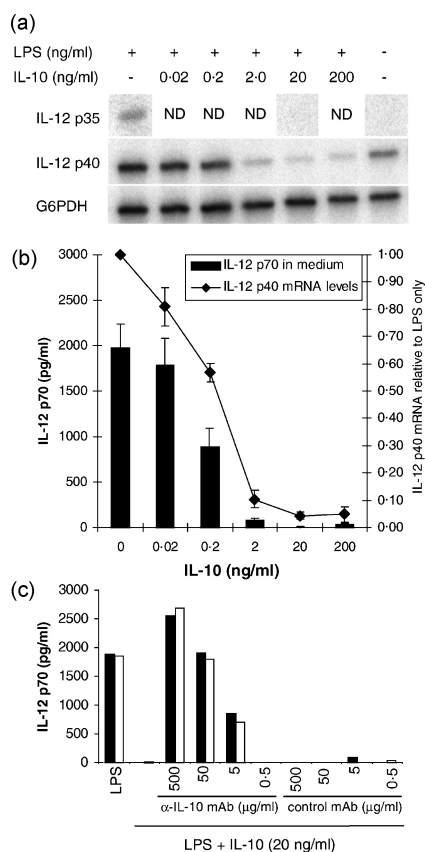 (a)
LPS (ng/ml) + + + + + + -
IL-10 (ng/ml) - 0·02 0·2 2·0 20 200 -
IL-12 p35 ND ND ND ND
IL-12 p40
G6PDH
(b)
IL-12 p70 in medium
IL-12 p40 mRNA levels
3000
2500
2000
1500
1000
500
0
IL-12 p70 (pg/ml)
1·00
0·90
0·80
0·70
0·60
0·50
0·40
0·30
0·20
0·10
0·00
IL-12 p40 mRNA relative to LPS only
0 0·02 0·2 2 20 200
IL-10 (ng/ml)
(c)
3000
2500
2000
1500
1000
500
0
IL-12 p70 (pg/ml)
LPS 500 50 5 0·5 500 50 5 0·5
α-IL-10 mAb (μg/ml) control mAb (μg/ml)
LPS + IL-10 (20 ng/ml)